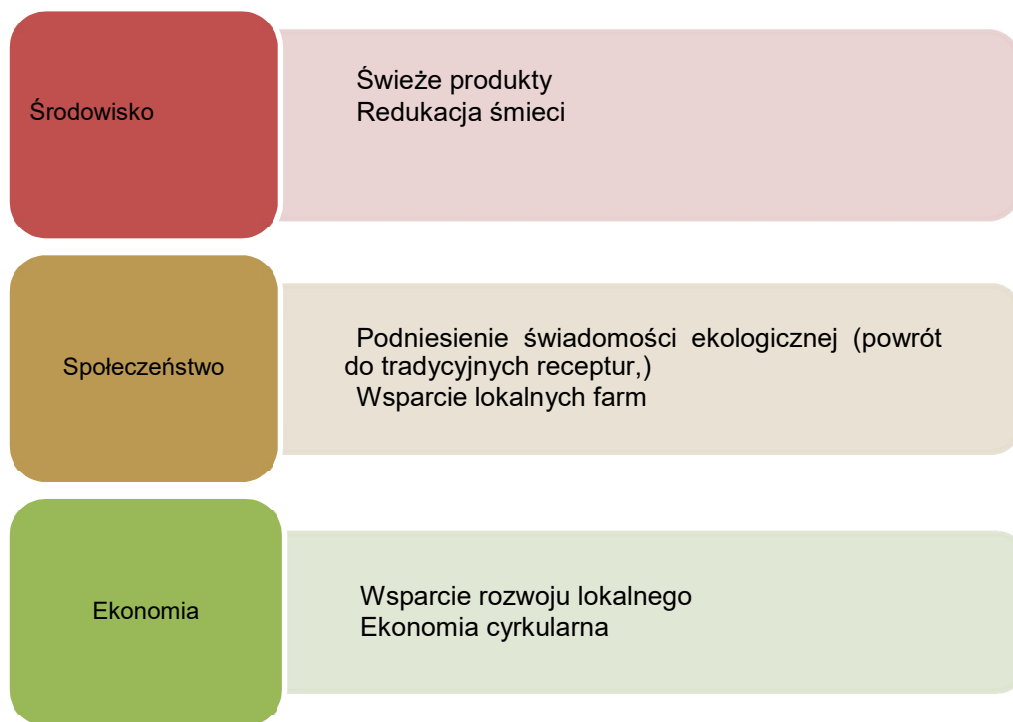 Środowisko
Świeże produkty
Redukacja śmieci
Społeczeństwo
Podniesienie świadomości ekologicznej (powrót
do tradycyjnych receptur,)
Wsparcie lokalnych farm
Ekonomia
Wsparcie rozwoju lokalnego
Ekonomia cyrkularna